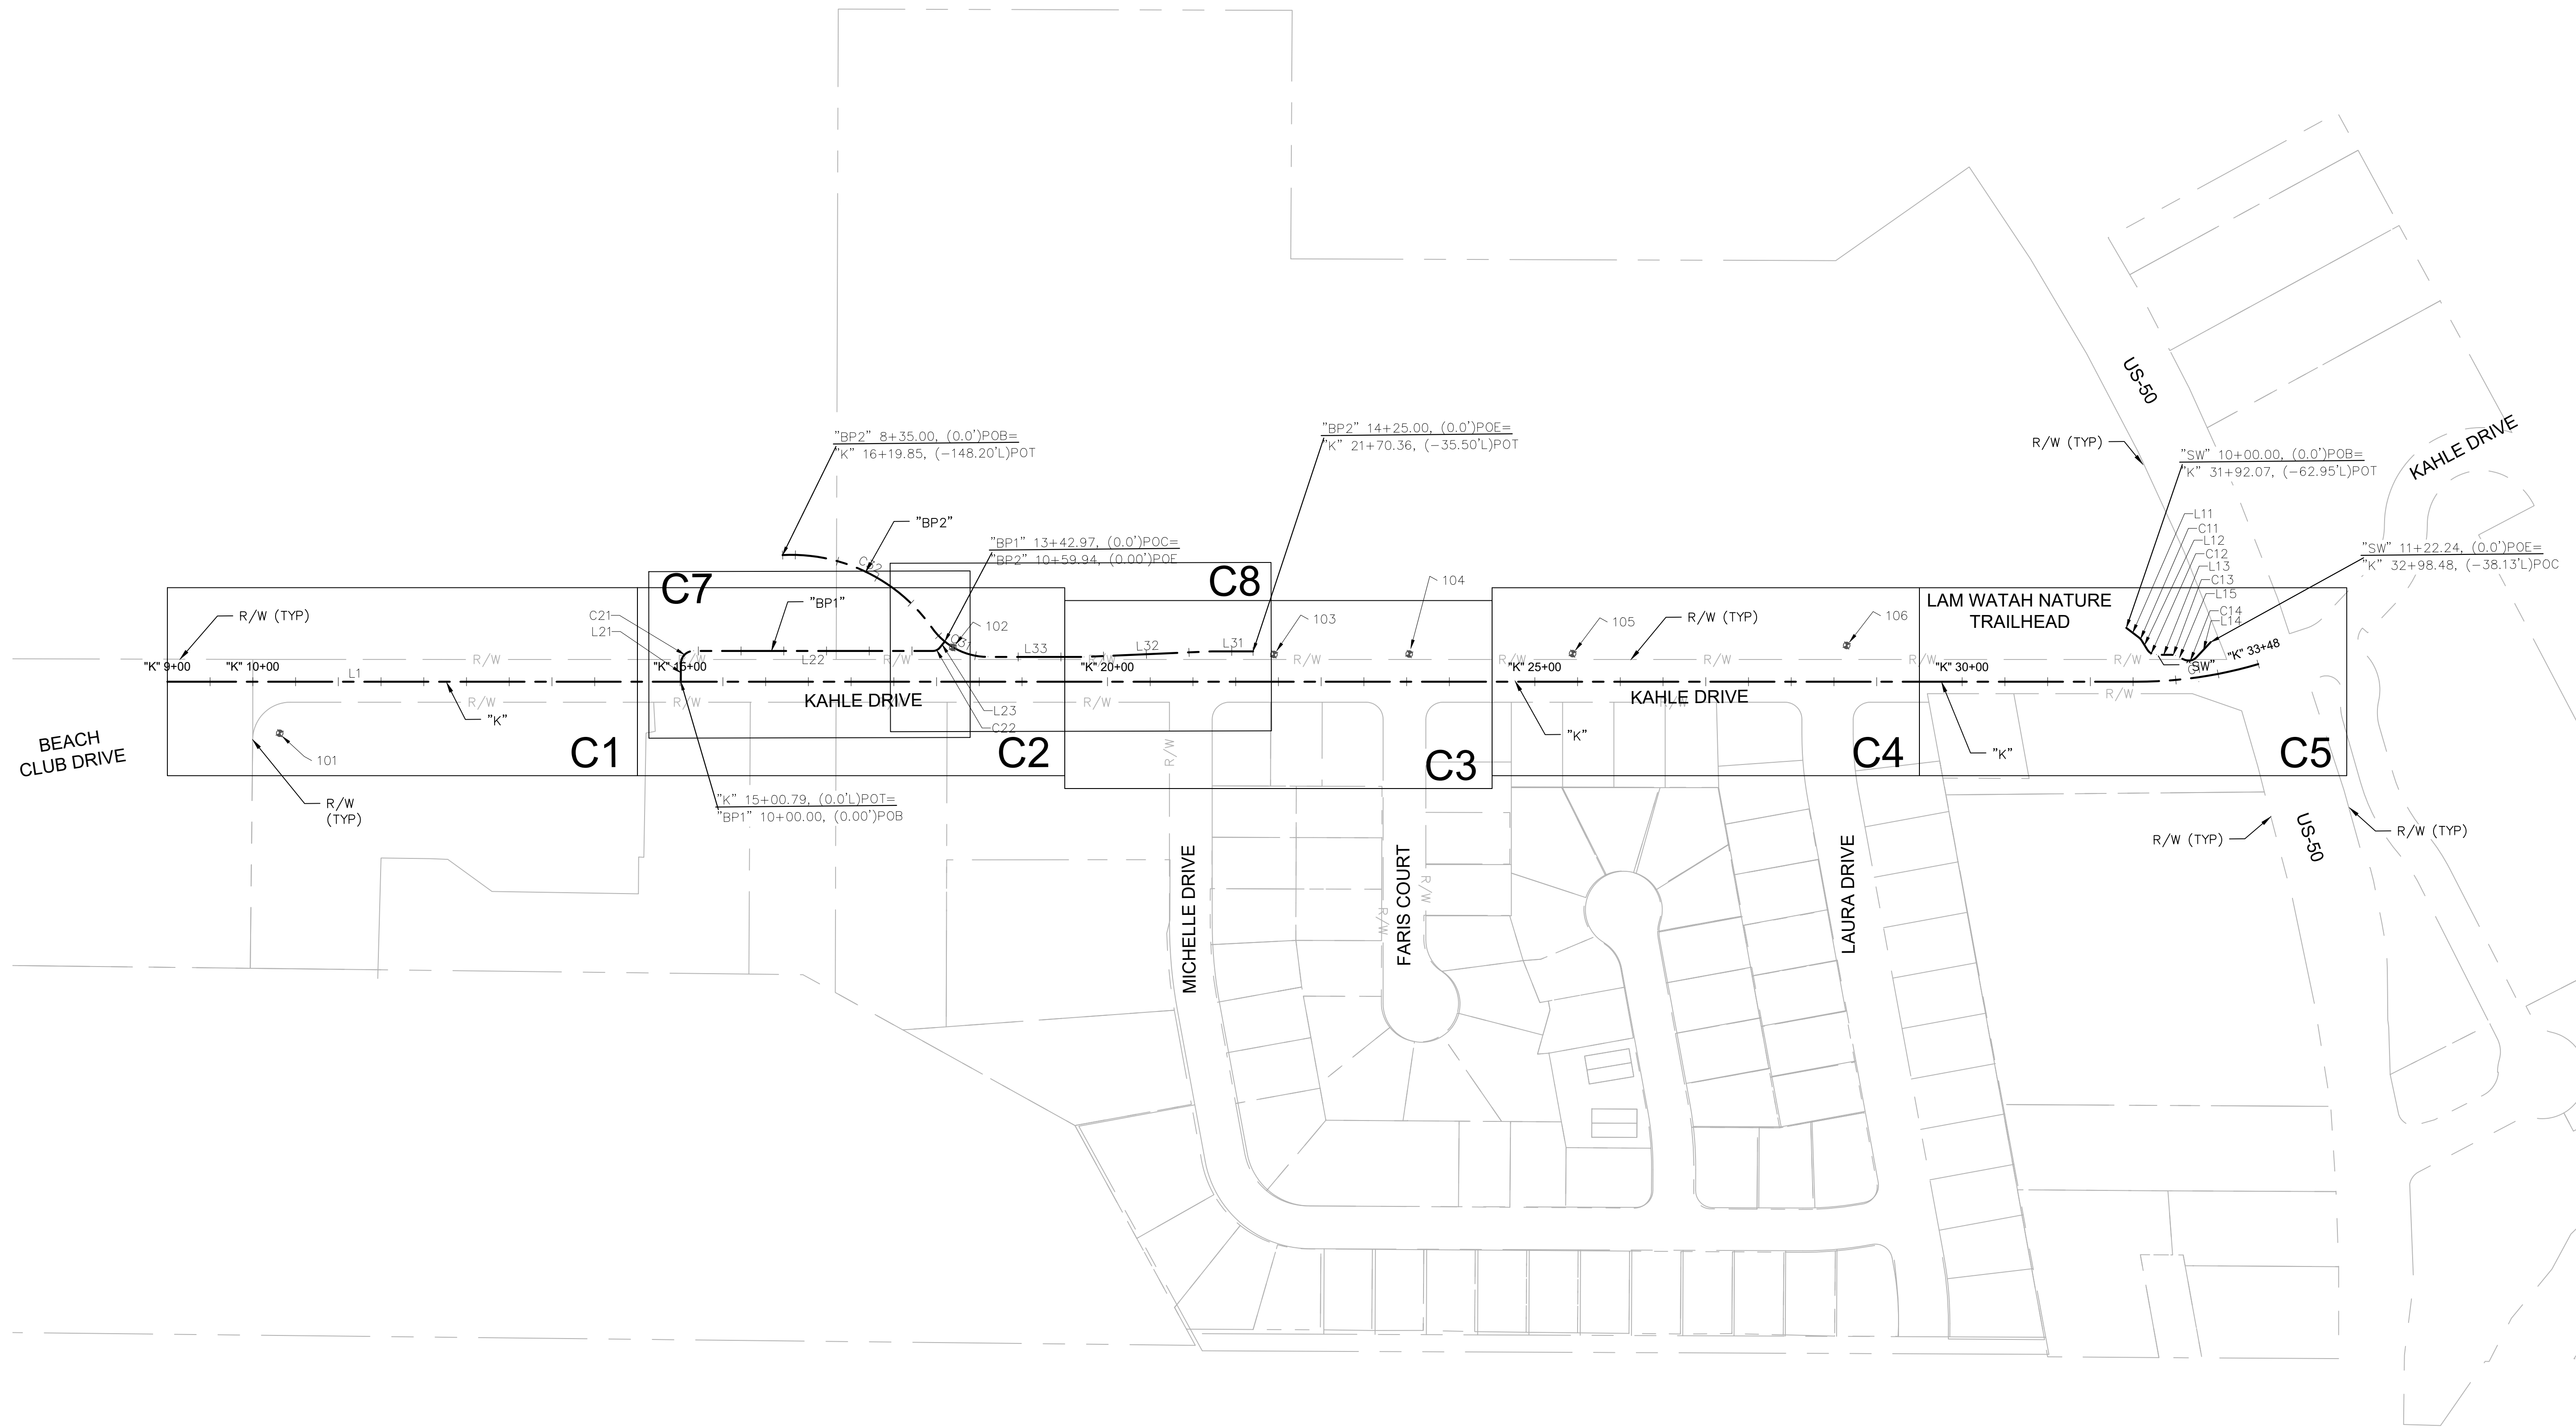 US-50
KAHLE DRIVE
R/W (TYP)
"BP2" 8+35.00, (0.0')POB=
"K" 16+19.85, (-148.20'L)POT
"BP2" 14+25.00, (0.0')POE=
"K" 21+70.36, (-35.50'L)POT
"SW" 10+00.00, (0.0')POB=
"K" 31+92.07, (-62.95'L)POT
"BP2"
"BP1" 13+42.97, (0.0')POC=
"BP2" 10+59.94, (0.00')POE
L11
C11
L12
C12
L13
C13
L15
C14
L14
"SW" 11+22.24, (0.0')POE=
"K" 32+98.48, (-38.13'L)POC
C32
C7
C8
104
R/W (TYP)
C21
L21
"BP1"
102
103
105
R/W (TYP)
106
LAM WATAH NATURE
TRAILHEAD
C31
L33
L32
L31
L22
R/W
R/W
R/W
R/W
R/W
R/W
R/W
R/W
R/W
"SW"
"K" 33+48
"K" 9+00
"K" 10+00
L1
"K" 15+00
"K" 20+00
"K" 25+00
"K" 30+00
R/W
R/W
R/W
R/W
R/W
KAHLE DRIVE
KAHLE DRIVE
"K"
L23
C22
"K"
"K"
BEACH
CLUB DRIVE
101
C1
C2
C3
C4
C5
R/W
(TYP)
"K" 15+00.79, (0.0'L)POT=
"BP1" 10+00.00, (0.00')POB
R/W
R/W (TYP)
US-50
R/W (TYP)
MICHELLE DRIVE
FARIS COURT
R/W
R/W
LAURA DRIVE